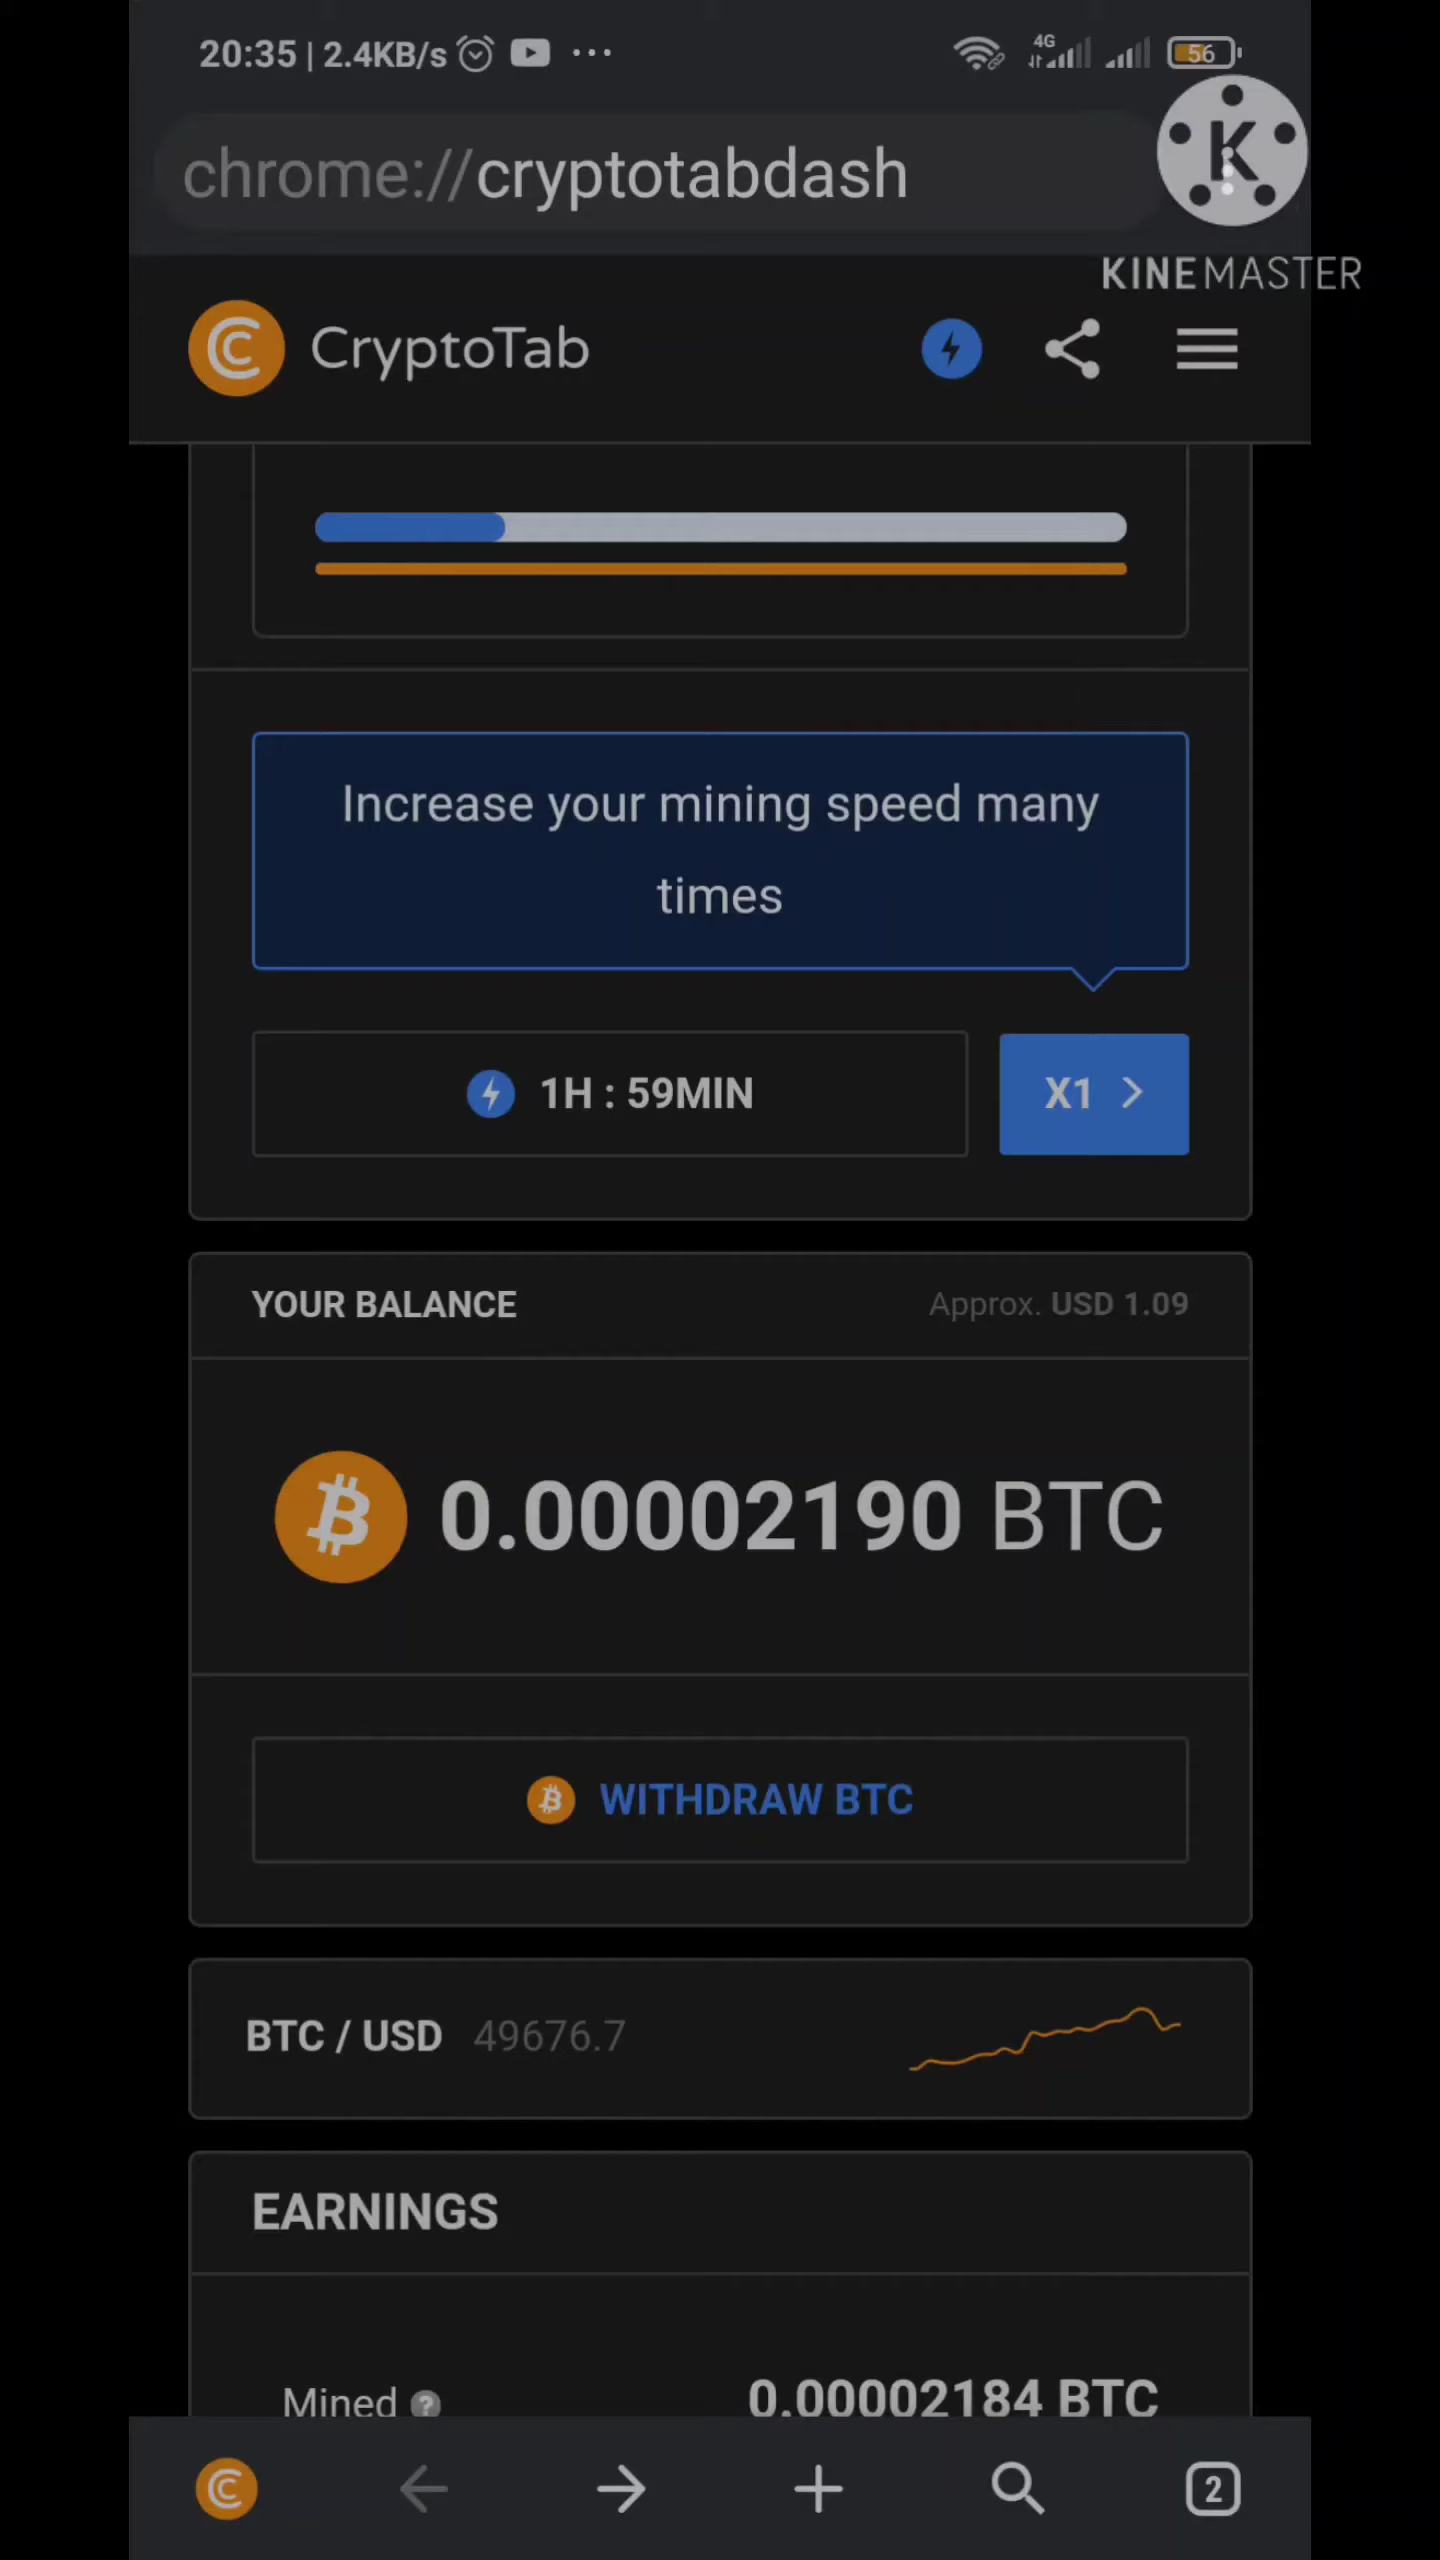 20:35 | 2.4KB/s
4G
56
chrome://cryptotabdash
K
KINEMASTER
CryptoTab
Increase your mining speed many
times
1H : 59MIN
X1
YOUR BALANCE
Approx. USD 1.09
0.00002190 BTC
WITHDRAW BTC
BTC / USD 49676.7
EARNINGS
Mined ?
0.00002184 BTC
2